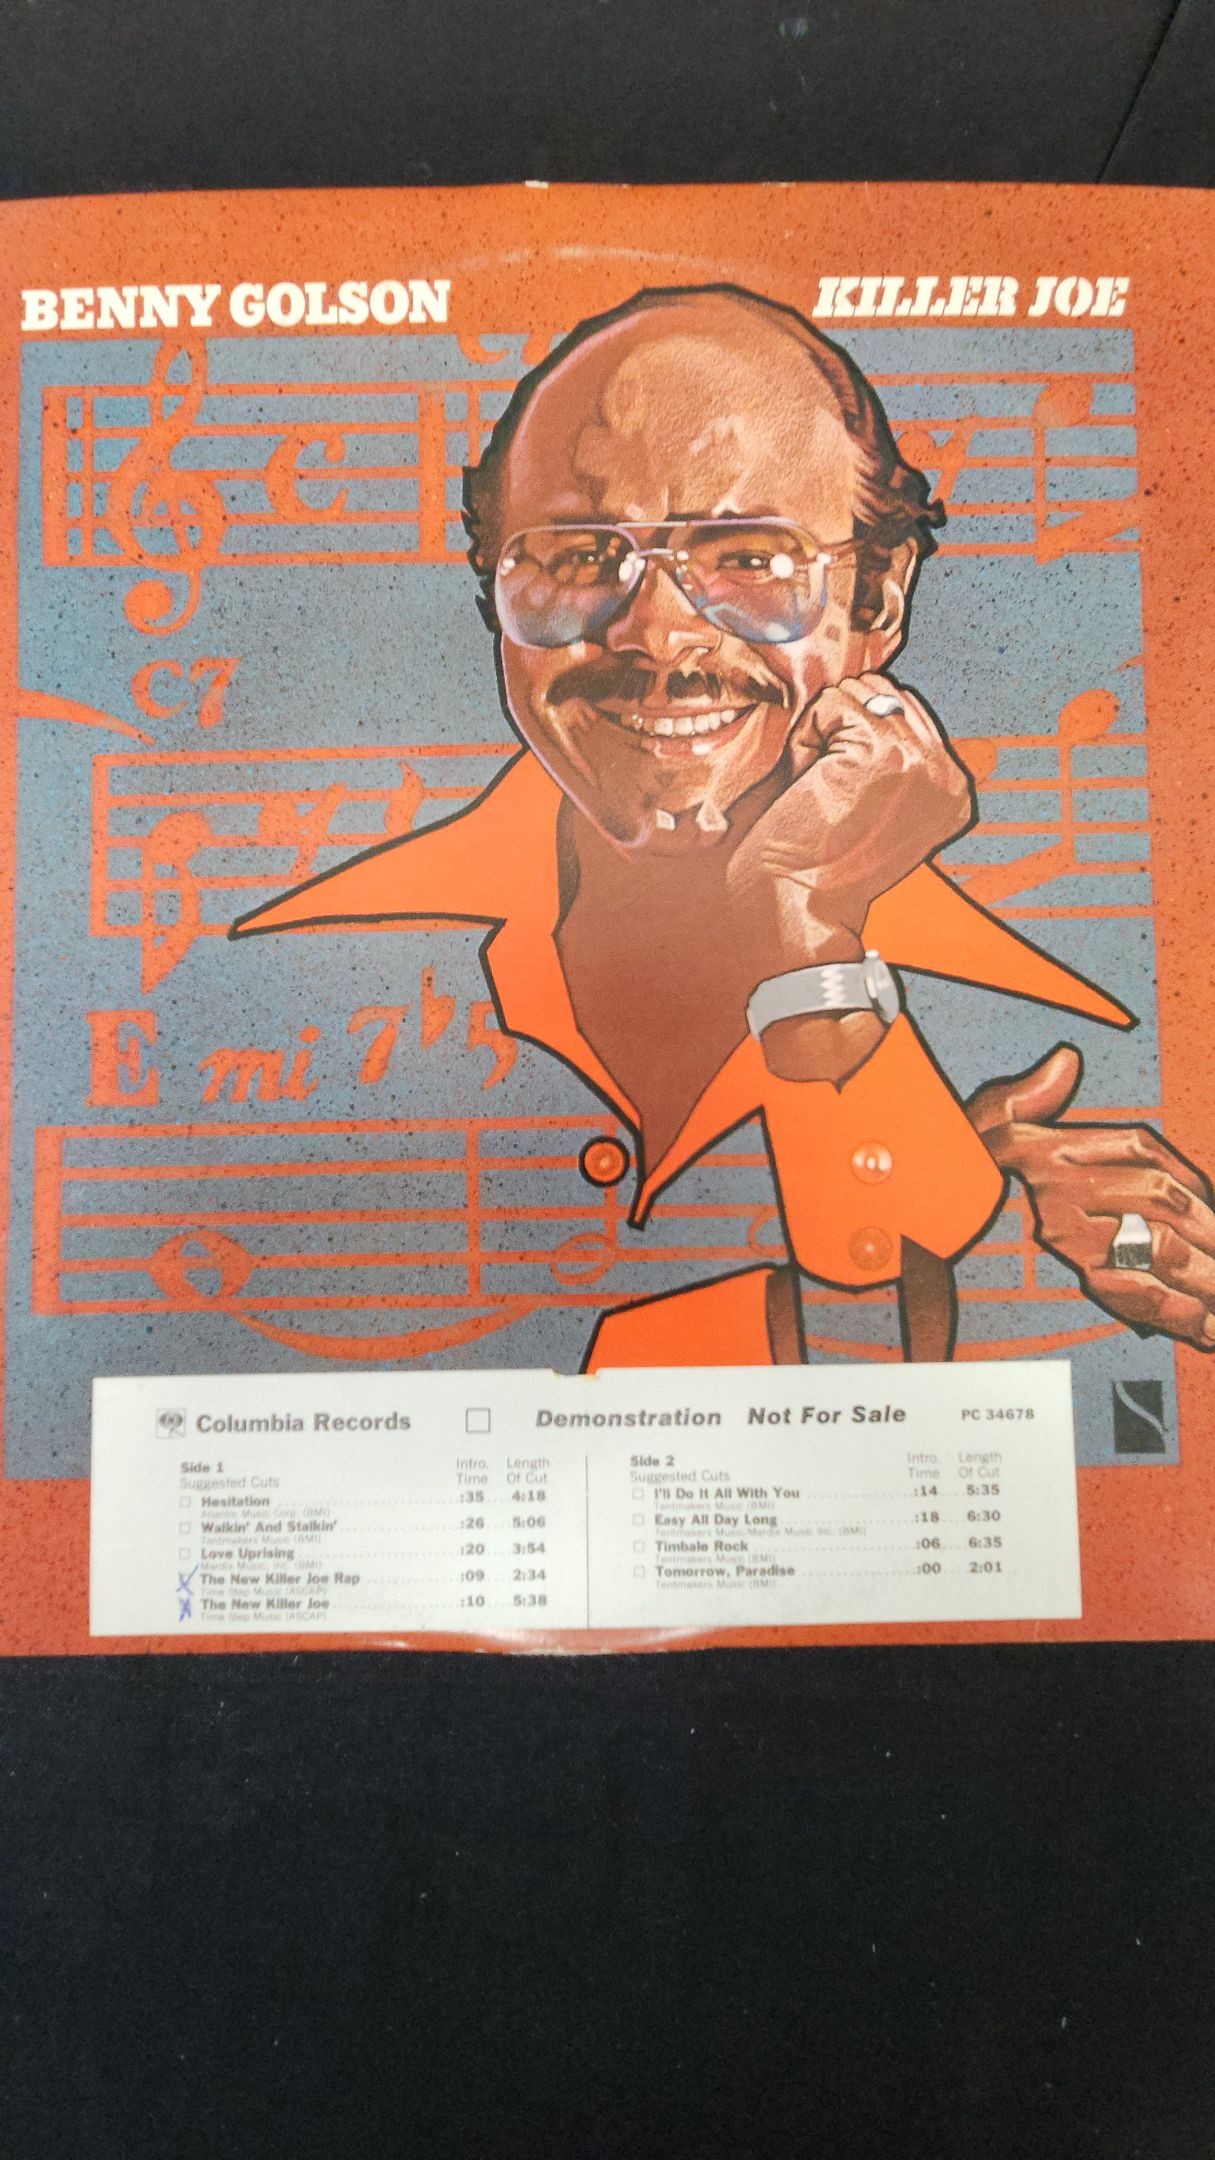 BENNY GOLSON
KILLER JOE
C7
C7
E mi 7♭5
Columbia Records
Demonstration Not For Sale
PC 34678
Side 1
Intro. Length
Suggested Cuts Time Of Cut
Hesitation :35 4:18
Atlantic Music Corp. (BMI)
Walkin' And Stalkin' :26 5:06
Tentmakers Music (BMI)
Love Uprising :20 3:54
Mardix Music, Inc. (BMI)
The New Killer Joe Rap :09 2:34
Time Step Music (ASCAP)
The New Killer Joe :10 5:38
Time Step Music (ASCAP)
Side 2
Intro. Length
Suggested Cuts Time Of Cut
I'll Do It All With You :14 5:35
Tentmakers Music (BMI)
Easy All Day Long :18 6:30
Tentmakers Music/Mardix Music Inc. (BMI)
Timbale Rock :06 6:35
Tentmakers Music (BMI)
Tomorrow, Paradise :00 2:01
Tentmakers Music (BMI)